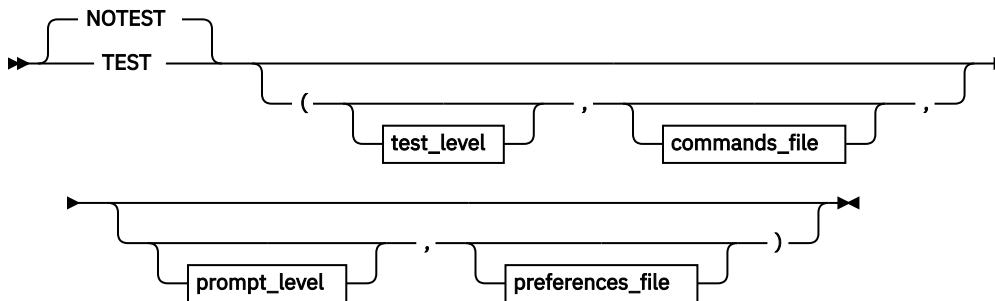 NOTEST
TEST
( , ,
test_level commands_file
, )
prompt_level preferences_file